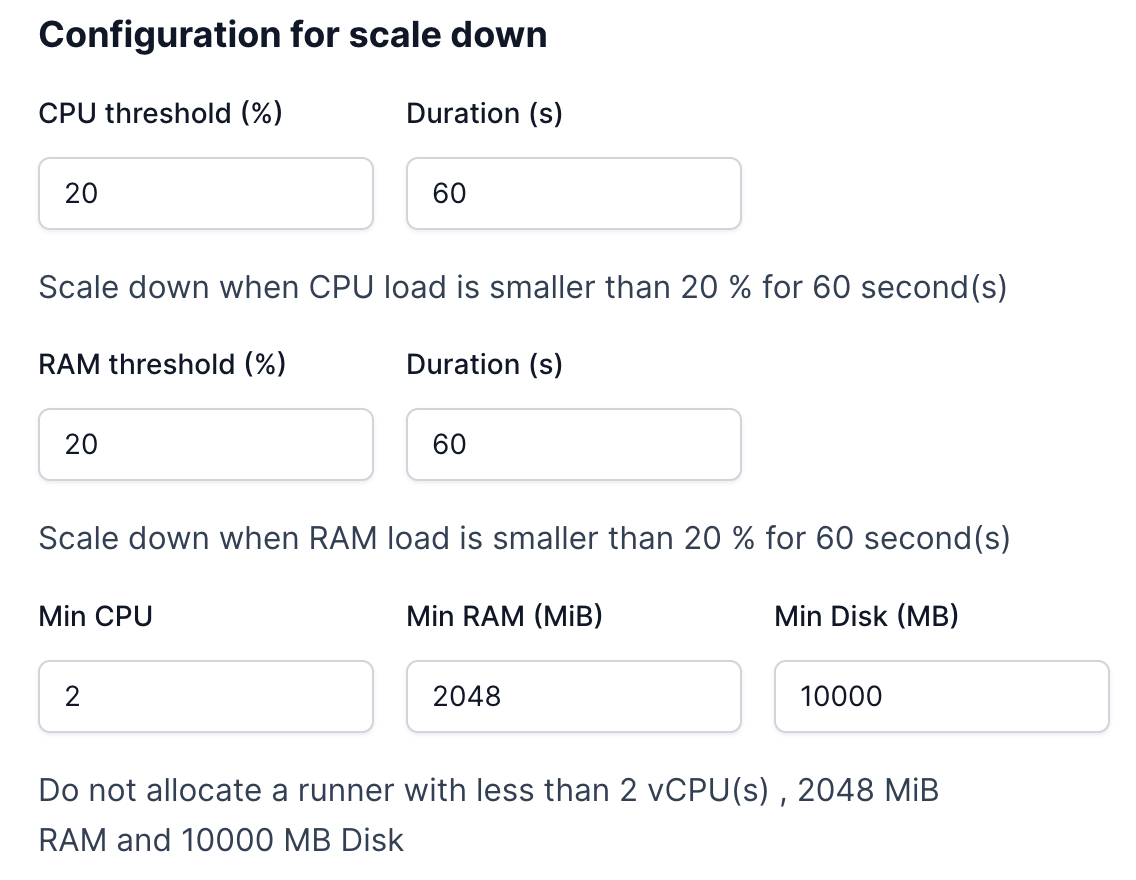 Configuration for scale down
CPU threshold (%) Duration (s)
20 60
Scale down when CPU load is smaller than 20 % for 60 second(s)
RAM threshold (%) Duration (s)
20 60
Scale down when RAM load is smaller than 20 % for 60 second(s)
Min CPU Min RAM (MiB) Min Disk (MB)
2 2048 10000
Do not allocate a runner with less than 2 vCPU(s) , 2048 MiB
RAM and 10000 MB Disk